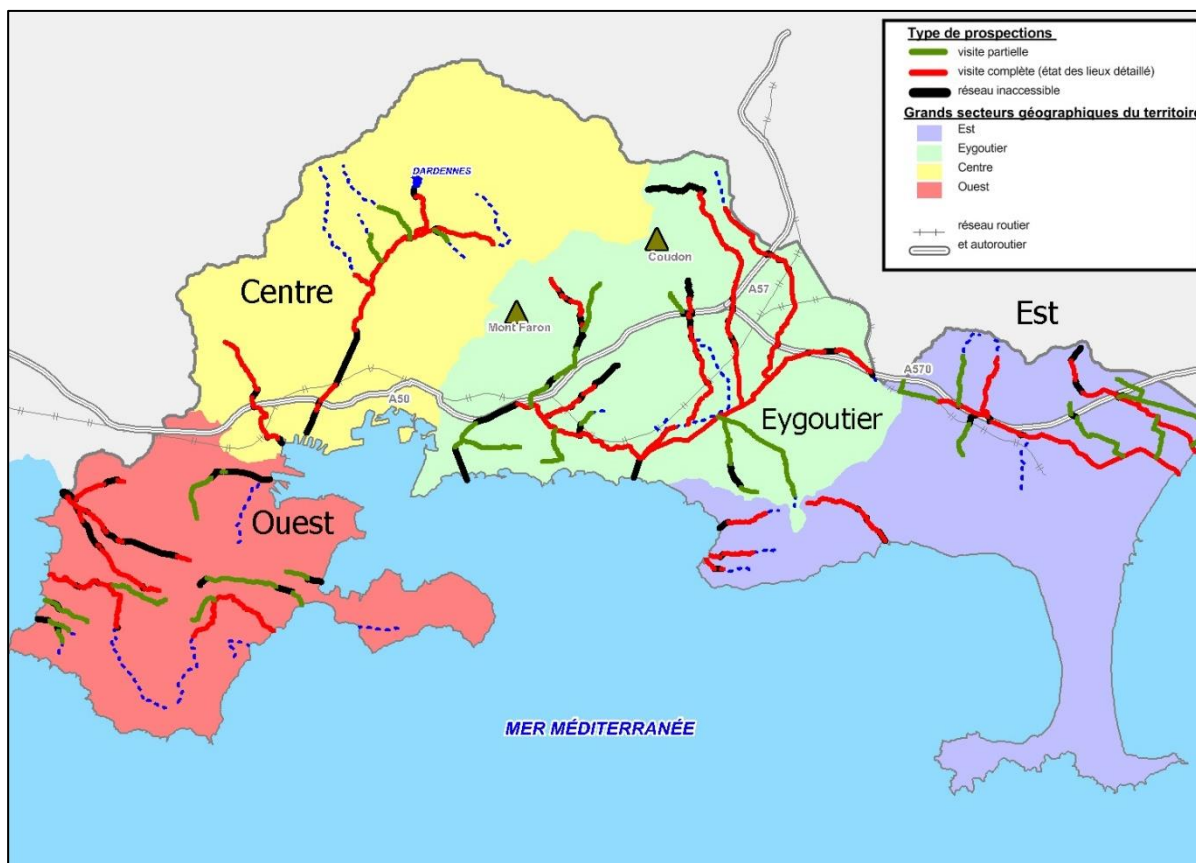 Type de prospections
visite partielle
visite complète (état des lieux détaillé)
réseau inaccessible
Grands secteurs géographiques du territoire
Est
Eygoutier
Centre
Ouest
réseau routier
et autoroutier
DARDENNES
Coudon
Centre
A57
Mont Faron
Est
A570
A50
Eygoutier
Ouest
MER MÉDITERRANÉE